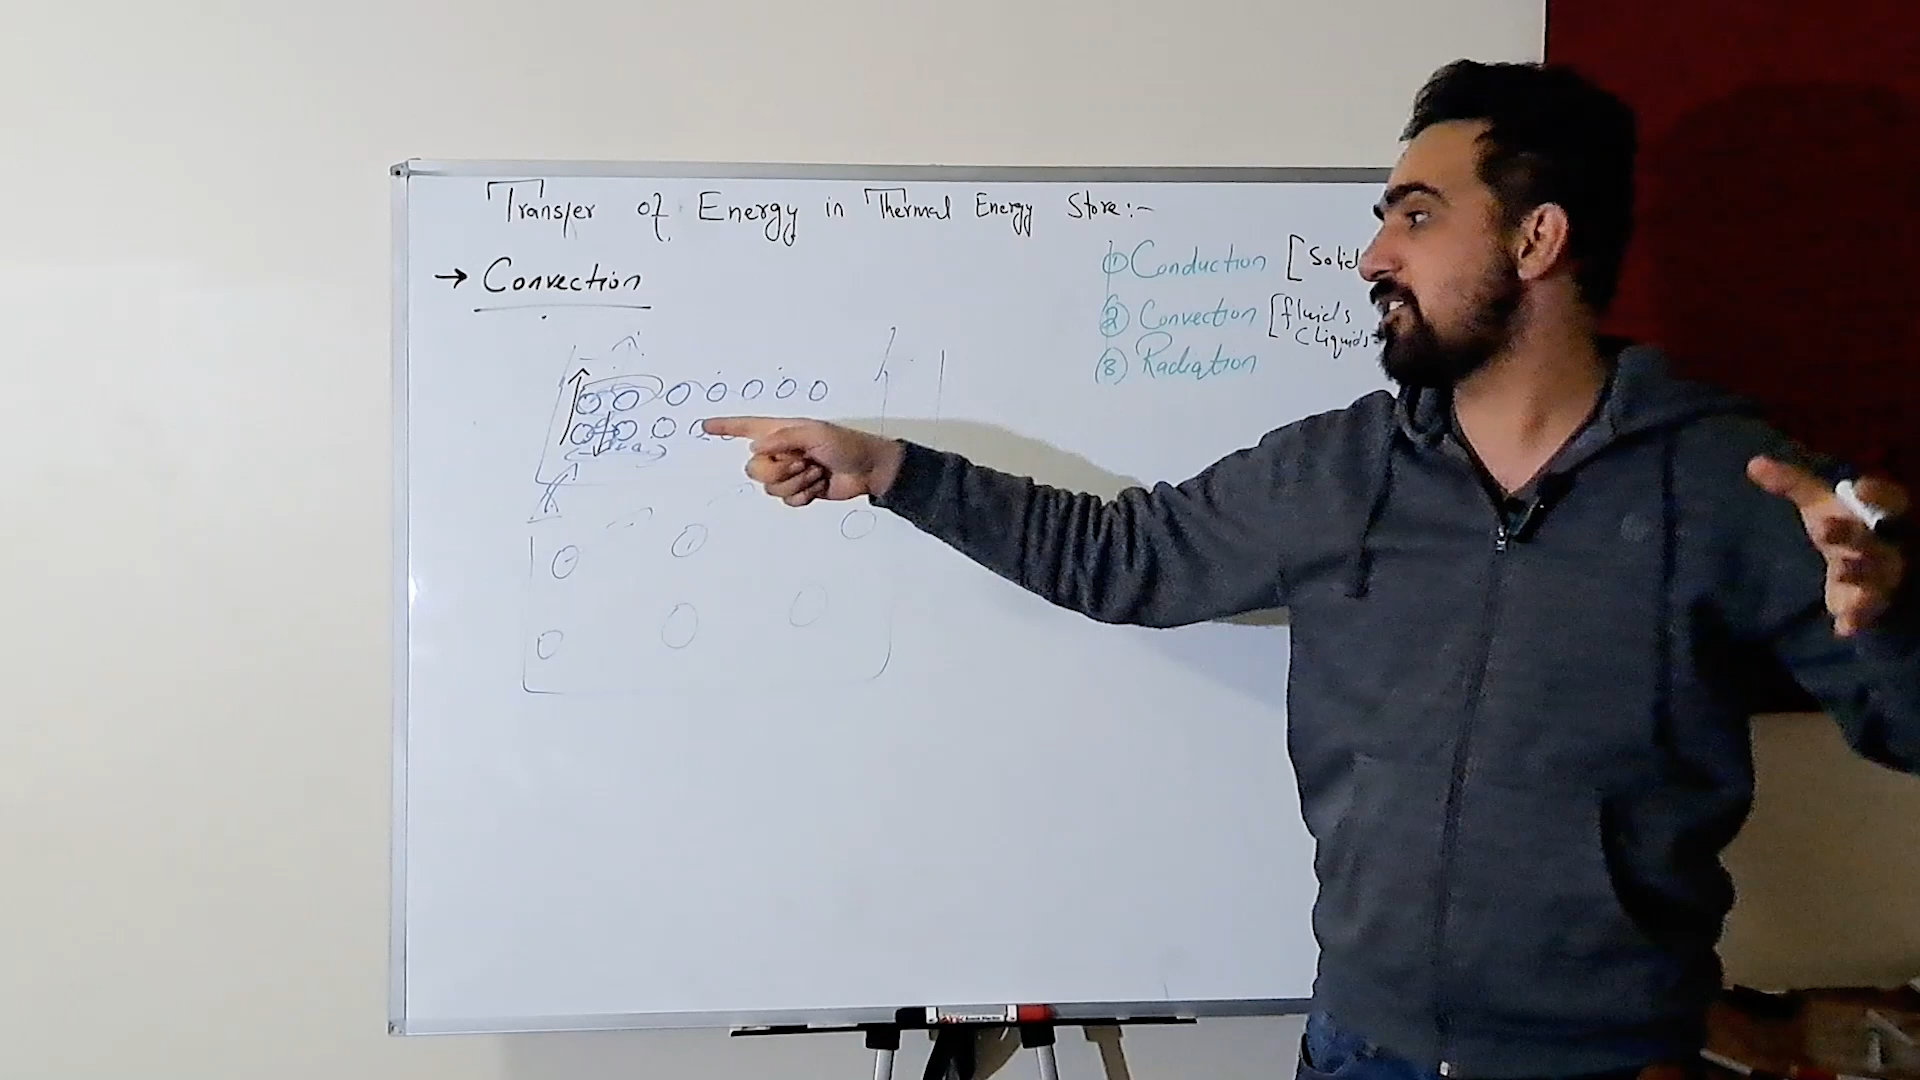 Transfer of Energy in Thermal Energy Store:-
→ Convection
① Conduction [Solid
② Convection [fluids
(Liquids
(3) Radiation